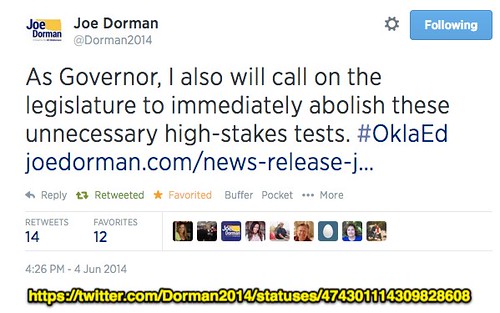 Joe
Dorman
Joe Dorman
@Dorman2014
Following
As Governor, I also will call on the
legislature to immediately abolish these
unnecessary high-stakes tests. #OklaEd
joedorman.com/news-release-j...
Reply Retweeted Favorited Buffer Pocket ••• More
RETWEETS FAVORITES
14 12
4:26 PM - 4 Jun 2014
https://twitter.com/Dorman2014/statuses/474301114309828608